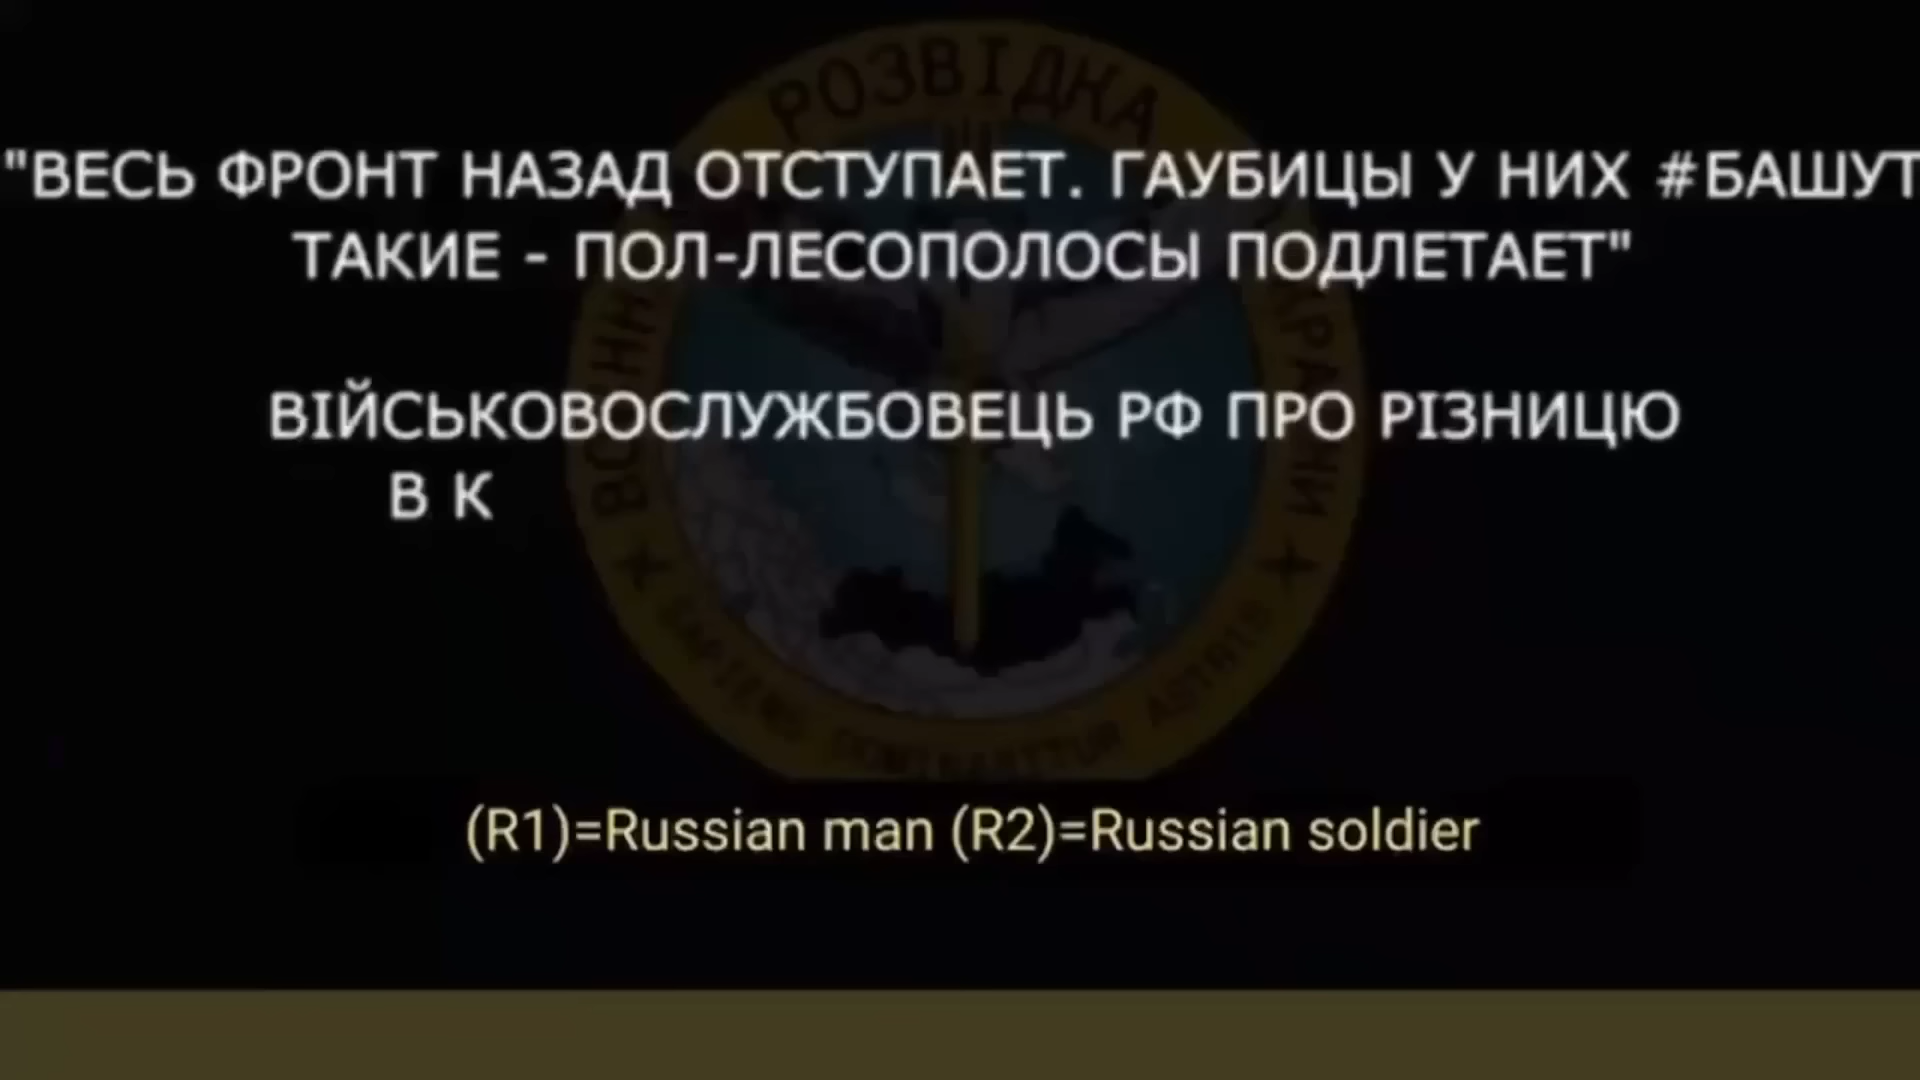 РОЗВІДКА
"ВЕСЬ ФРОНТ НАЗАД ОТСТУПАЕТ. ГАУБИЦЫ У НИХ #БАШУТ
ТАКИЕ - ПОЛ-ЛЕСОПОЛОСЫ ПОДЛЕТАЕТ"
ВІЙСЬКОВОСЛУЖБОВЕЦЬ РФ ПРО РІЗНИЦЮ
В К
(R1)=Russian man (R2)=Russian soldier